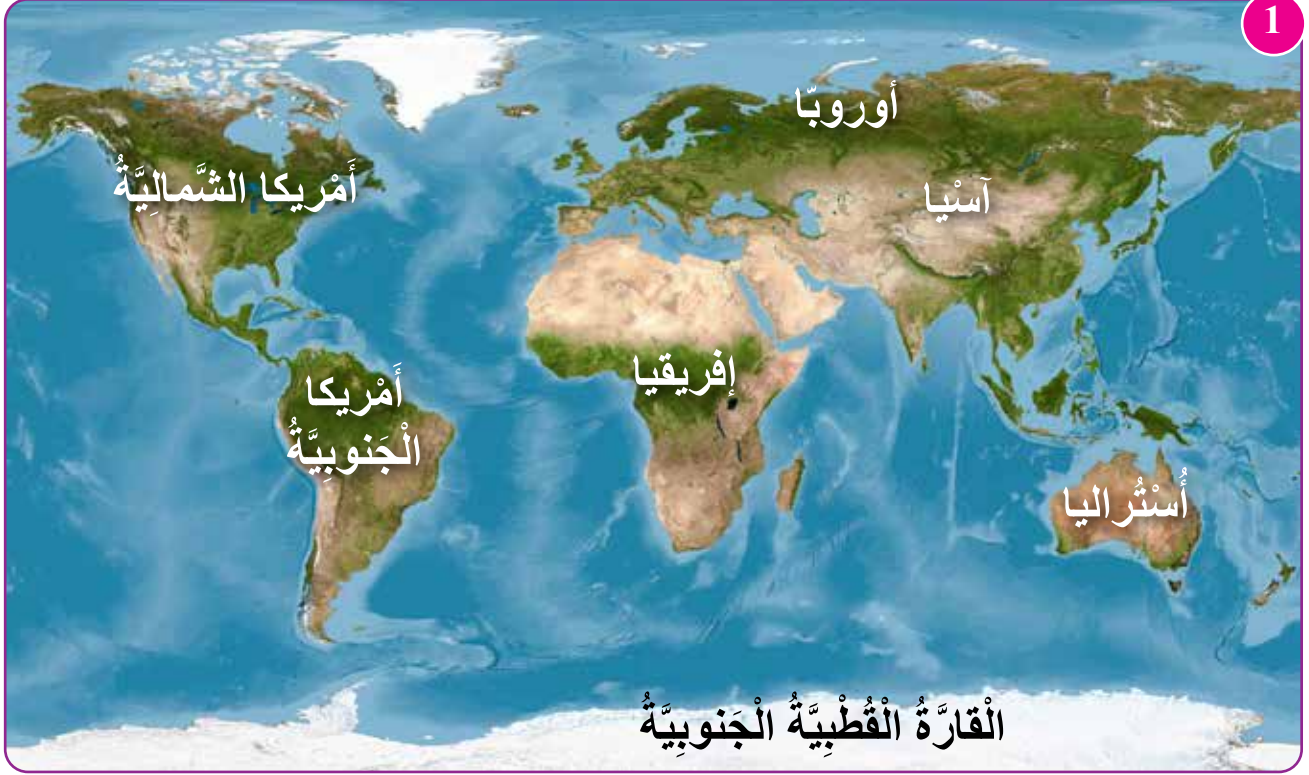 1
أوروبّا
أَمْريكا الشَّمالِيَّةُ
آسْيا
إفريقيا
أَمْريكا
الْجَنوبِيَّةُ
أُسْتُراليا
الْقارَّةُ الْقُطْبِيَّةُ الْجَنوبِيَّةُ